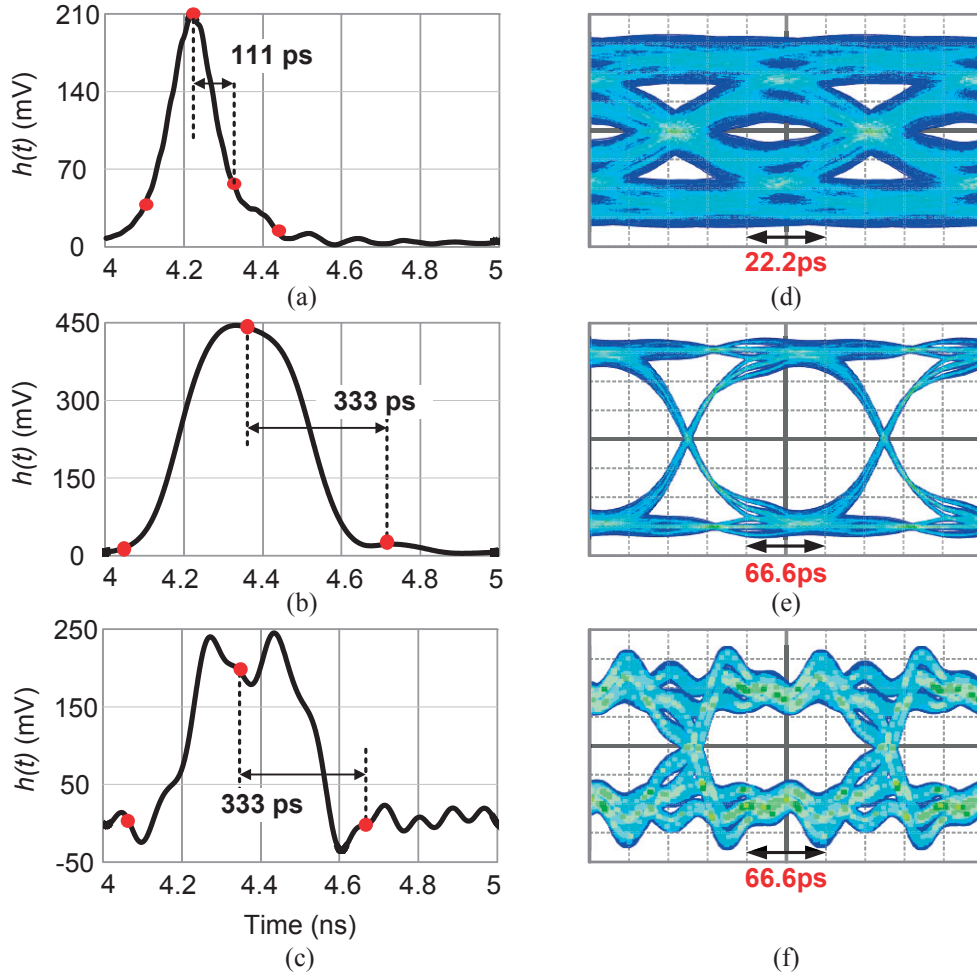 210
140
70
0
h(t) (mV)
111 ps
4
4.2
4.4
4.6
4.8
5
(a)
22.2ps
(d)
450
300
150
0
h(t) (mV)
333 ps
4
4.2
4.4
4.6
4.8
5
(b)
66.6ps
(e)
250
150
50
-50
h(t) (mV)
333 ps
4
4.2
4.4
4.6
4.8
5
Time (ns)
(c)
66.6ps
(f)